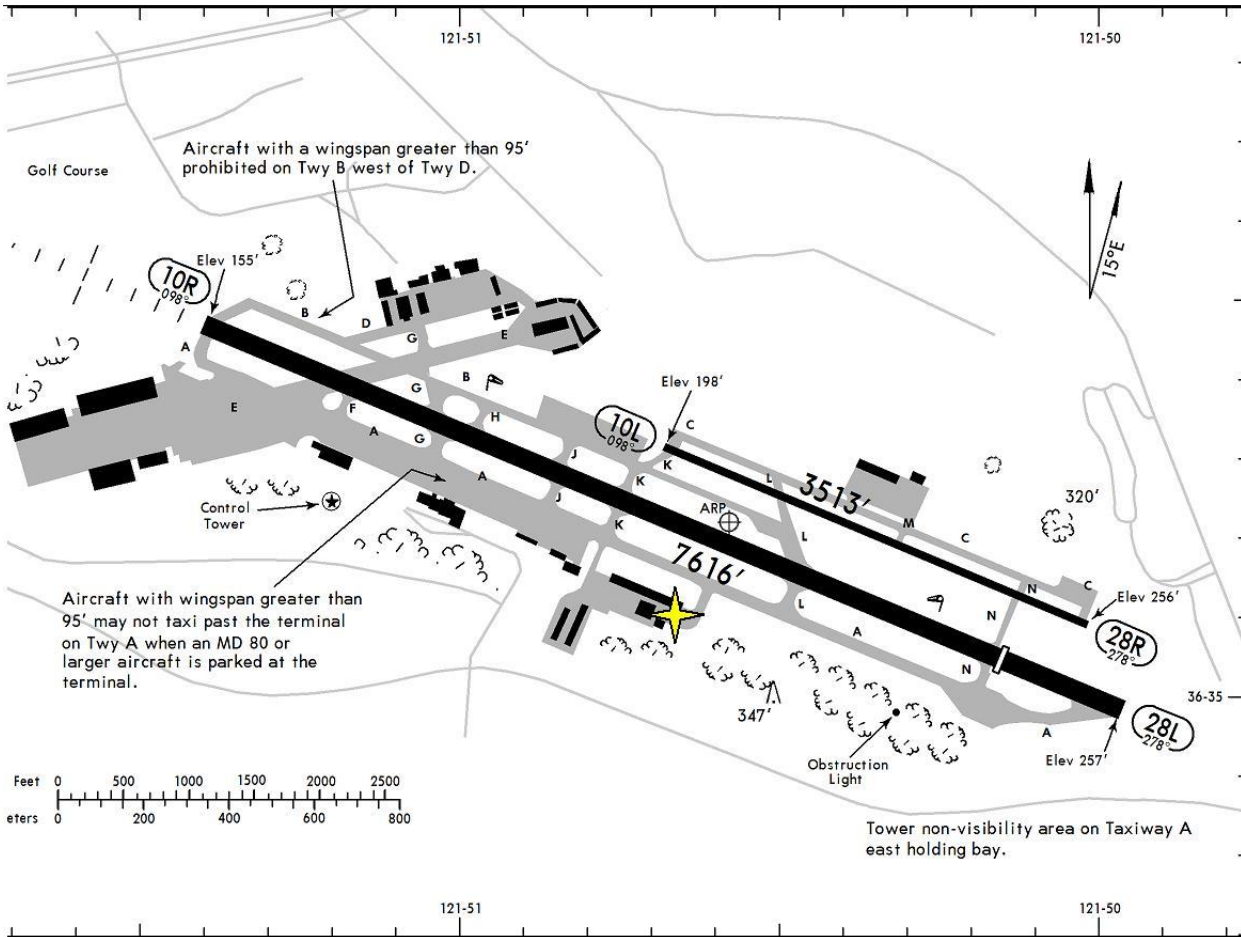 121-51
121-50
Aircraft with a wingspan greater than 95'
prohibited on Twy B west of Twy D.
Golf Course
15°E
10R
098°
Elev 155'
B
D
G
E
A
G
B
Elev 198'
E
F
A
G
H
10L
098°
C
J
K
A
J
K
K
L
3513'
ARP
L
M
C
320'
Control
Tower
7616'
L
A
N
N
N
C
Elev 256'
28R
278°
Aircraft with wingspan greater than
95' may not taxi past the terminal
on Twy A when an MD 80 or
larger aircraft is parked at the
terminal.
347'
36-35
28L
278°
A
Elev 257'
Obstruction
Light
Feet 0 500 1000 1500 2000 2500
eters 0 200 400 600 800
Tower non-visibility area on Taxiway A
east holding bay.
121-51
121-50